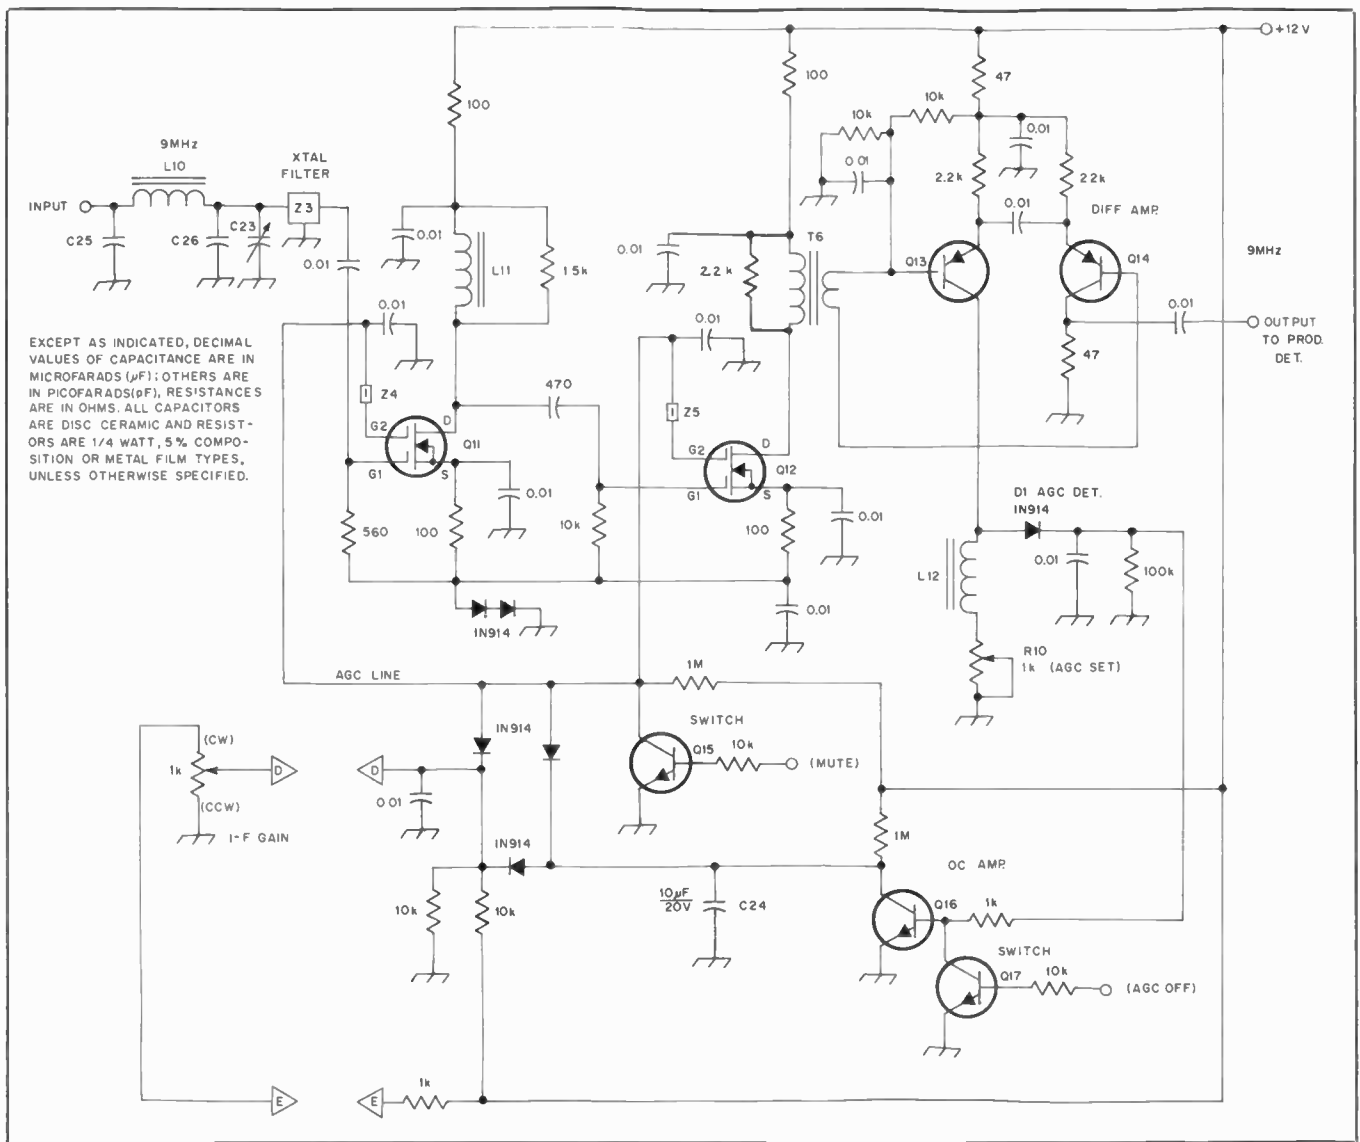 +12V
100
100
47
10k
10k
0.01
9MHz
L10
XTAL
FILTER
0.01
2.2k
22k
INPUT
Z3
C25
C26
C23
0.01
DIFF AMP.
0.01
0.01
L11
1.5k
0.01
T6
2.2k
Q13
Q14
9MHz
0.01
0.01
0.01
OUTPUT
TO PROD.
DET.
47
EXCEPT AS INDICATED, DECIMAL
VALUES OF CAPACITANCE ARE IN
MICROFARADS (µF); OTHERS ARE
IN PICOFARADS(pF), RESISTANCES
ARE IN OHMS. ALL CAPACITORS
ARE DISC CERAMIC AND RESIST-
ORS ARE 1/4 WATT, 5% COMPO-
SITION OR METAL FILM TYPES,
UNLESS OTHERWISE SPECIFIED.
Z4
470
Z5
G2
D
Q11
G1
S
G2
D
Q12
G1
S
0.01
D1 AGC DET.
IN914
560
100
10k
100
0.01
0.01
100k
L12
IN914
0.01
R10
1k (AGC SET)
AGC LINE
1M
SWITCH
IN914
Q15
10k
(MUTE)
(CW)
1k
D
D
(CCW)
0.01
I-F GAIN
IN914
1M
OC AMP.
10k
10k
10µF
20V
C24
Q16
1k
SWITCH
Q17
10k
(AGC OFF)
E
E
1k